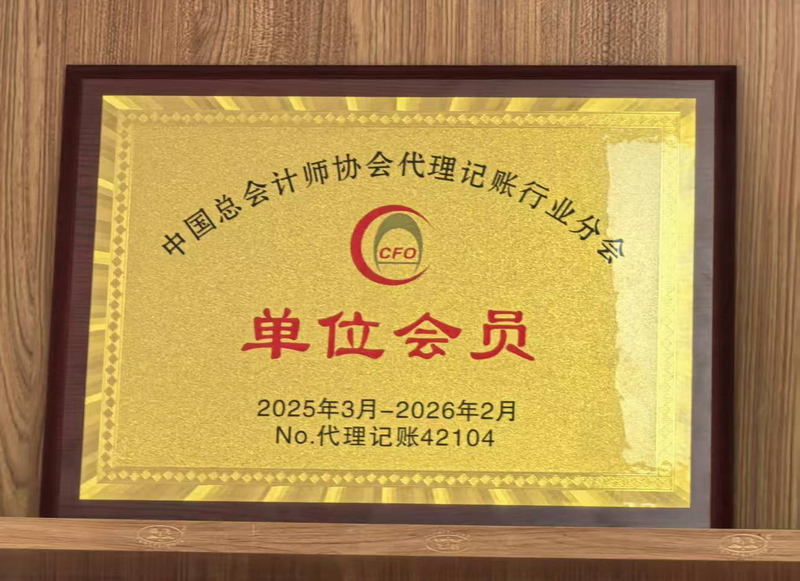 中国总会计师协会代理记账行业分会
CFO
单位会员
2025年3月-2026年2月
No.代理记账42104